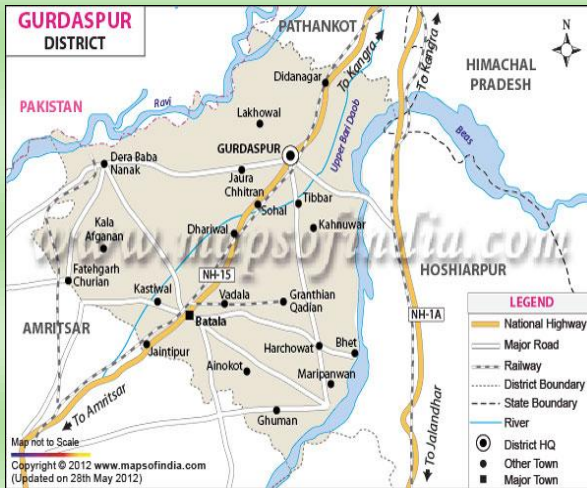 GURDASPUR
DISTRICT
PATHANKOT
To Kangra
To Kangra
N
HIMACHAL
PRADESH
PAKISTAN
Ravi
Didanagar
Lakhowal
Upper Bari Daob
Beas
GURDASPUR
Dera Baba
Nanak
Jaura
Chhitran
Sohal
Tibbar
Kala
Afganan
Dhariwal
Kahnuwar
www.mapsofindia.com
Fatehgarh
Churian
NH-15
HOSHIARPUR
Kastiwal
Vadala
Granthian
Qadian
AMRITSAR
Batala
NH-1A
Jaintipur
Harchowat
Bhet
Ainokot
Maripanwan
Ghuman
To Amritsar
To Jalandhar
LEGEND
National Highway
Major Road
Railway
District Boundary
State Boundary
River
District HQ
Other Town
Major Town
Map not to Scale
Copyright © 2012 www.mapsofindia.com
(Updated on 28th May 2012)